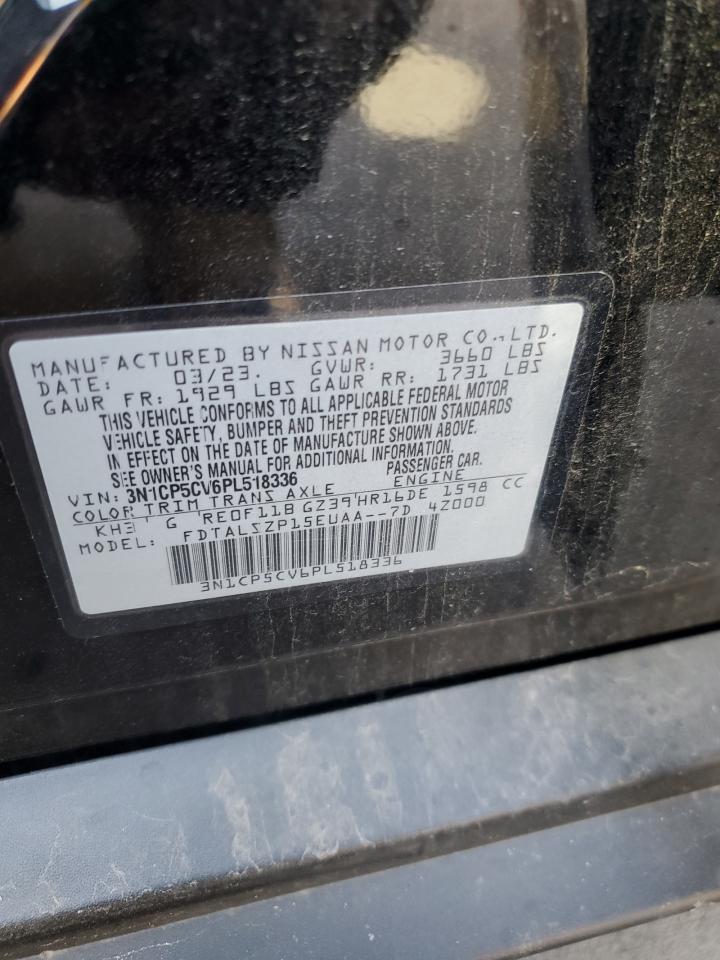 MANUFACTURED BY NISSAN MOTOR CO.,LTD.
DATE: 03/23. GVWR: 3660 LBS
GAWR FR: 1929 LBS GAWR RR: 1731 LBS
THIS VEHICLE CONFORMS TO ALL APPLICABLE FEDERAL MOTOR
VEHICLE SAFETY, BUMPER AND THEFT PREVENTION STANDARDS
IN EFFECT ON THE DATE OF MANUFACTURE SHOWN ABOVE.
SEE OWNER'S MANUAL FOR ADDITIONAL INFORMATION.
VIN: 3N1CP5CV6PL518336 PASSENGER CAR.
COLOR TRIM TRANS AXLE ENGINE
KH3 G RE0F11B GZ39 HR16DE 1598 CC
MODEL: FDTALSZP15EUAA--7D 4Z000
3N1CP5CV6PL518336